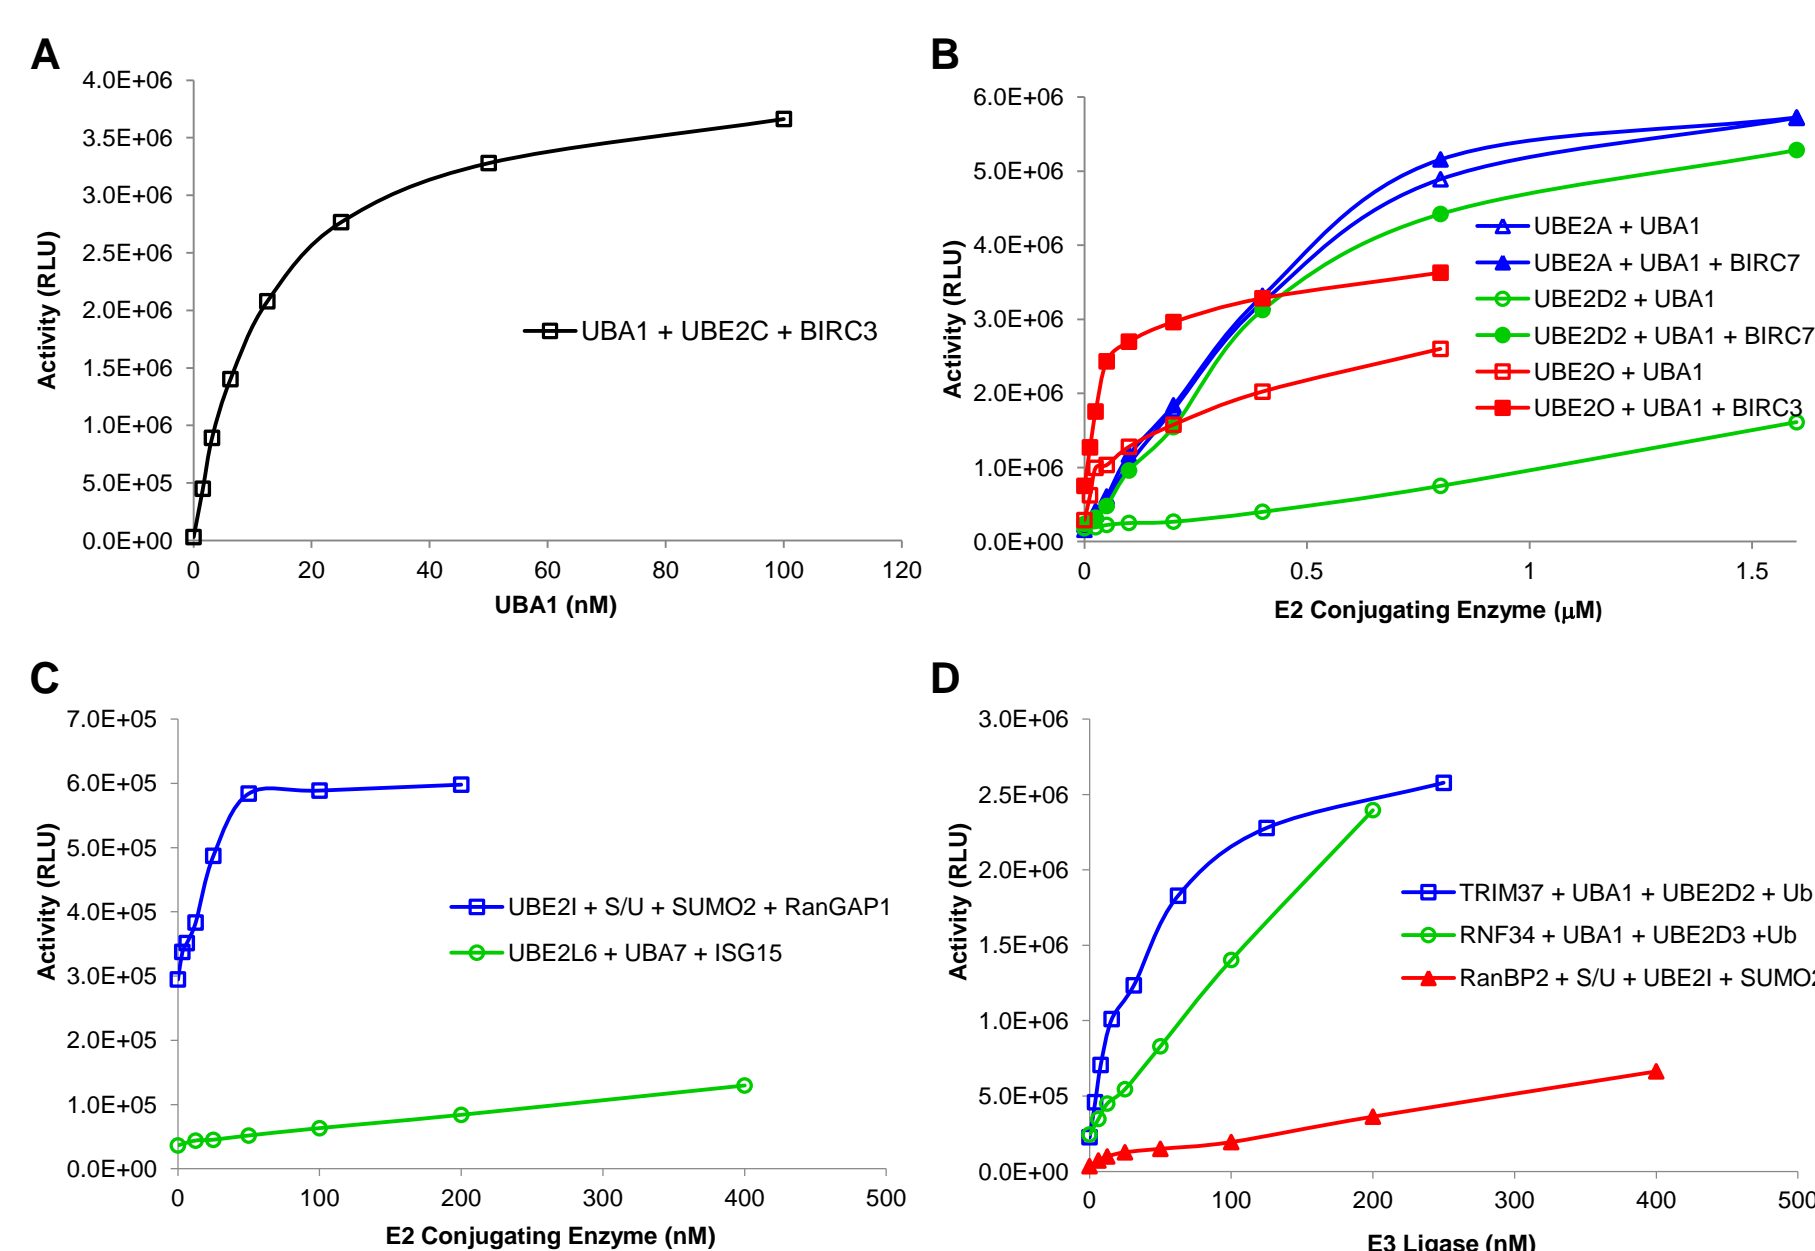 A
4.0E+06
3.5E+06
3.0E+06
2.5E+06
2.0E+06
1.5E+06
1.0E+06
5.0E+05
0.0E+00
Activity (RLU)
0 20 40 60 80 100 120
UBA1 (nM)
UBA1 + UBE2C + BIRC3
B
6.0E+06
5.0E+06
4.0E+06
3.0E+06
2.0E+06
1.0E+06
0.0E+00
Activity (RLU)
0 0.5 1 1.5
E2 Conjugating Enzyme (μM)
UBE2A + UBA1
UBE2A + UBA1 + BIRC7
UBE2D2 + UBA1
UBE2D2 + UBA1 + BIRC7
UBE2O + UBA1
UBE2O + UBA1 + BIRC3
C
7.0E+05
6.0E+05
5.0E+05
4.0E+05
3.0E+05
2.0E+05
1.0E+05
0.0E+00
Activity (RLU)
0 100 200 300 400 500
E2 Conjugating Enzyme (nM)
UBE2I + S/U + SUMO2 + RanGAP1
UBE2L6 + UBA7 + ISG15
D
3.0E+06
2.5E+06
2.0E+06
1.5E+06
1.0E+06
5.0E+05
0.0E+00
Activity (RLU)
0 100 200 300 400 500
E3 Ligase (nM)
TRIM37 + UBA1 + UBE2D2 + Ub
RNF34 + UBA1 + UBE2D3 +Ub
RanBP2 + S/U + UBE2I + SUMO2